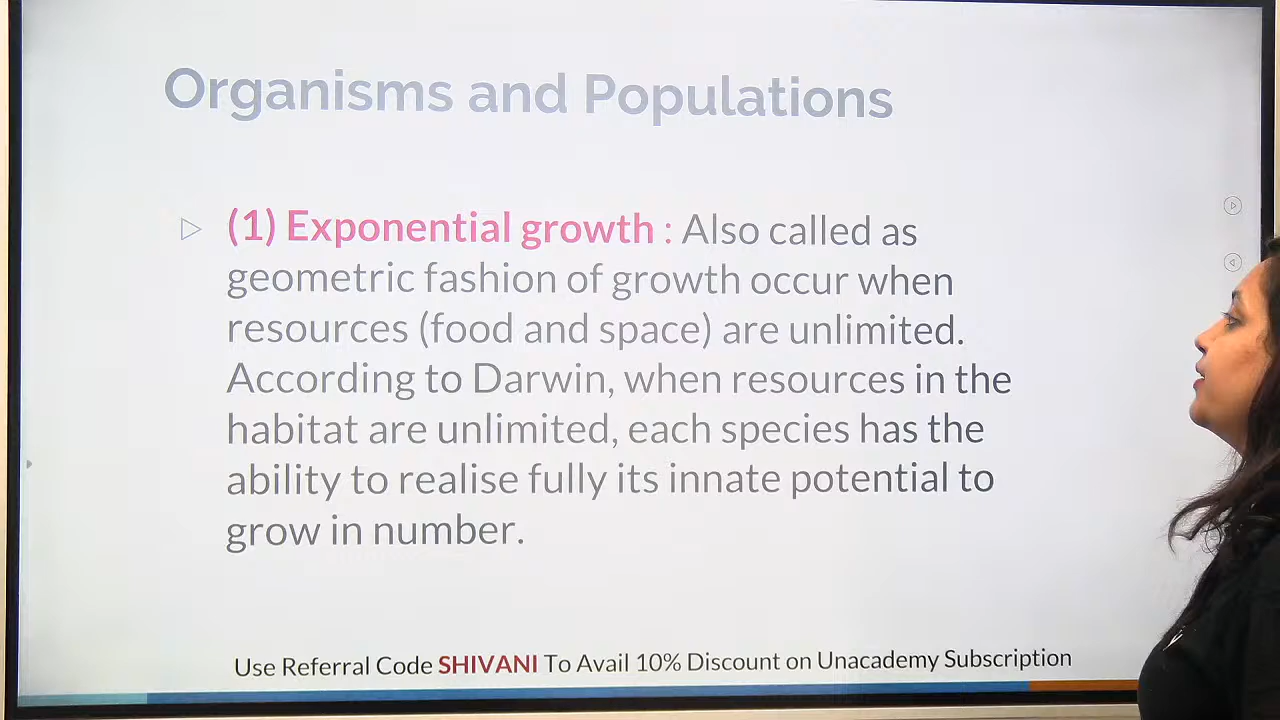 Organisms and Populations
(1) Exponential growth : Also called as
geometric fashion of growth occur when
resources (food and space) are unlimited.
According to Darwin, when resources in the
habitat are unlimited, each species has the
ability to realise fully its innate potential to
grow in number.
Use Referral Code SHIVANI To Avail 10% Discount on Unacademy Subscription